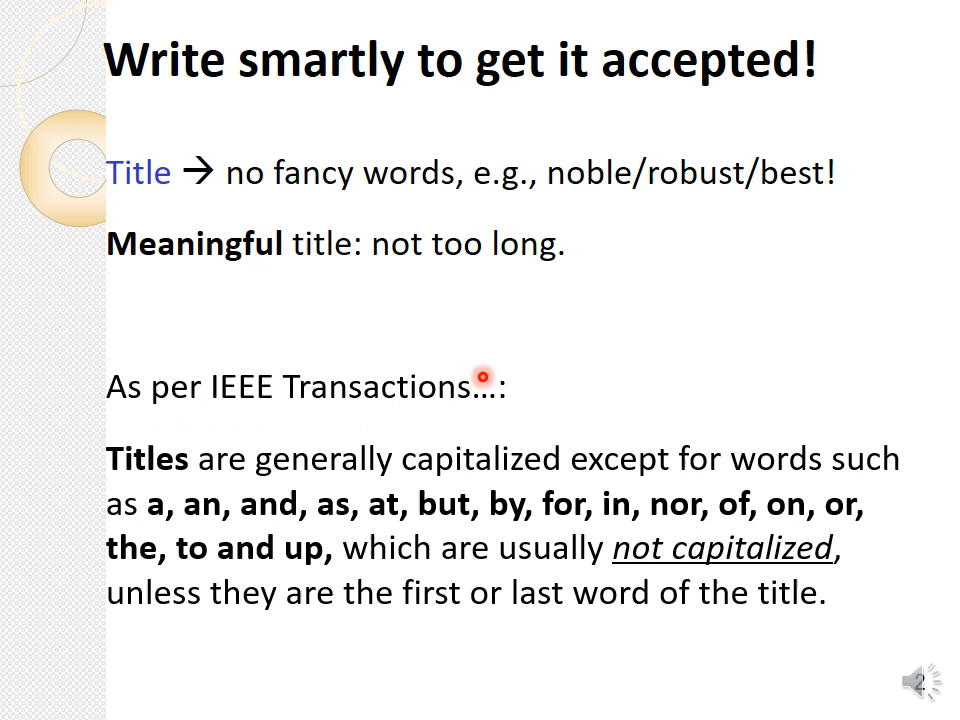 Write smartly to get it accepted!
Title → no fancy words, e.g., noble/robust/best!
Meaningful title: not too long.
As per IEEE Transactions…:
Titles are generally capitalized except for words such
as a, an, and, as, at, but, by, for, in, nor, of, on, or,
the, to and up, which are usually not capitalized,
unless they are the first or last word of the title.
2